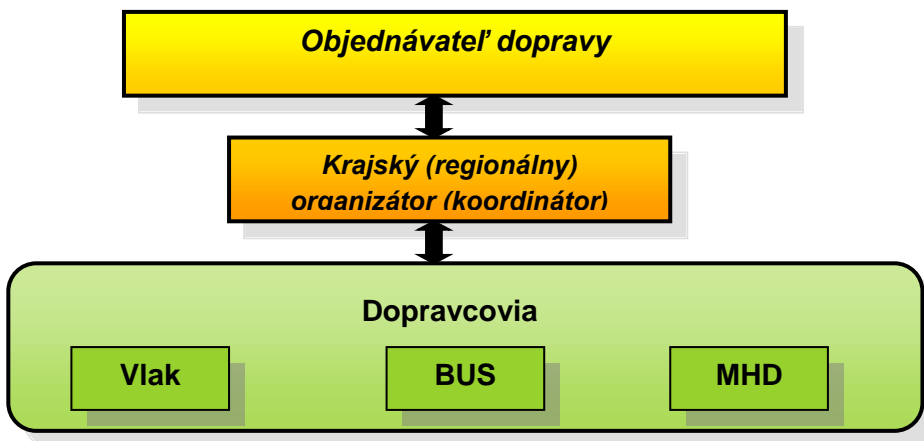 Objednávateľ dopravy
Krajský (regionálny)
organizátor (koordinátor)
Dopravcovia
Vlak BUS MHD